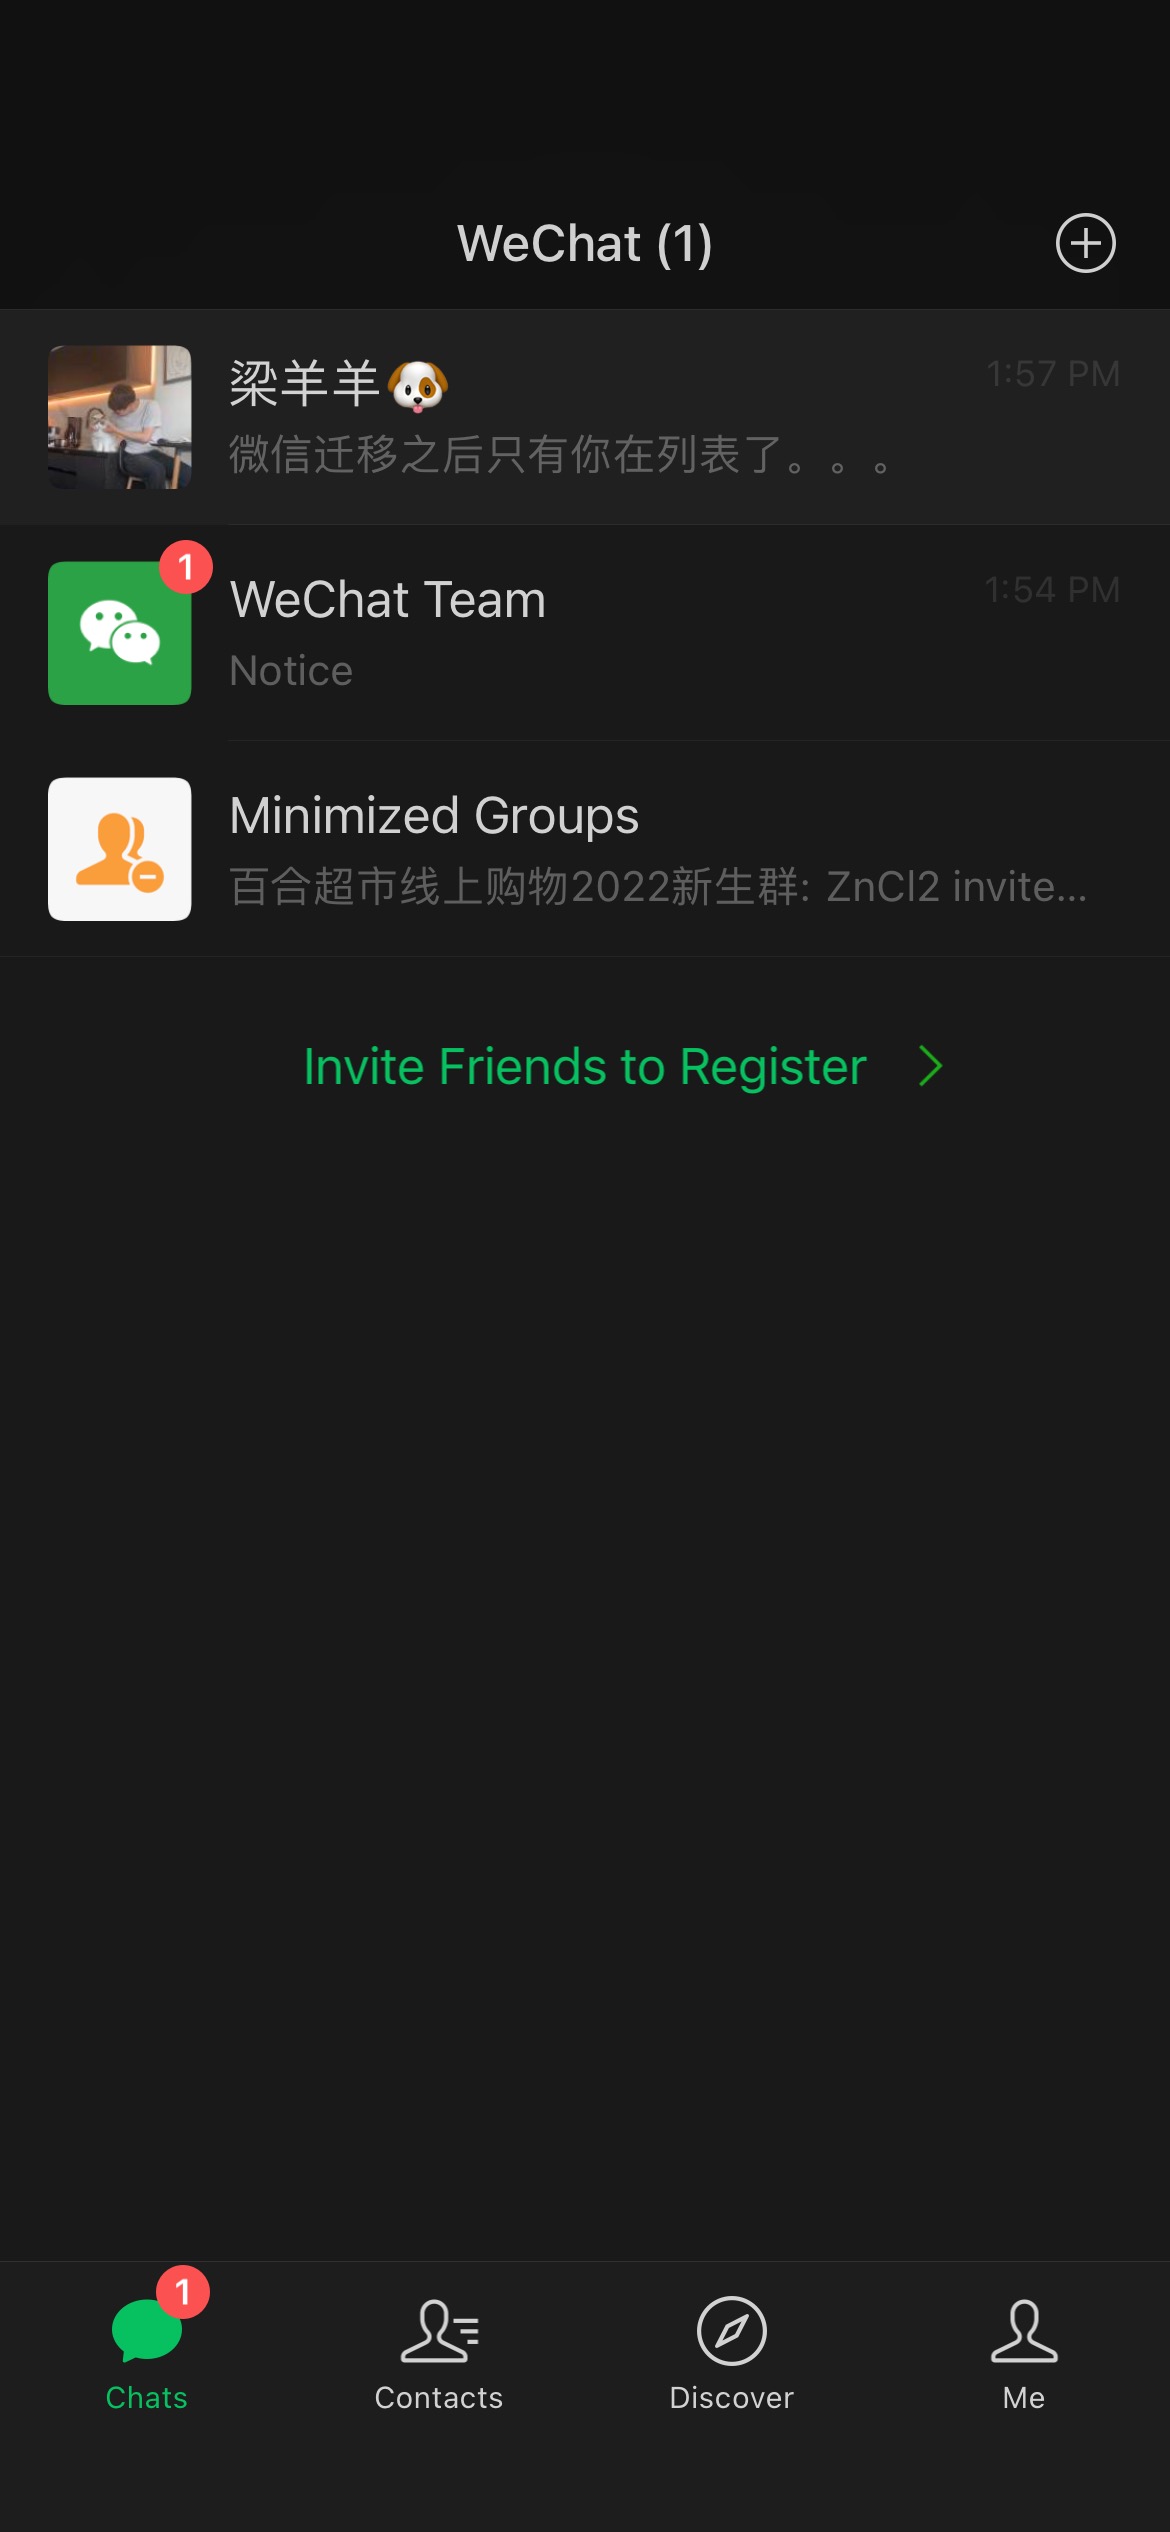 WeChat (1)
梁羊羊🐶
1:57 PM
微信迁移之后只有你在列表了。。。
1
WeChat Team
1:54 PM
Notice
Minimized Groups
百合超市线上购物2022新生群: ZnCl2 invite...
Invite Friends to Register
1
Chats
Contacts
Discover
Me